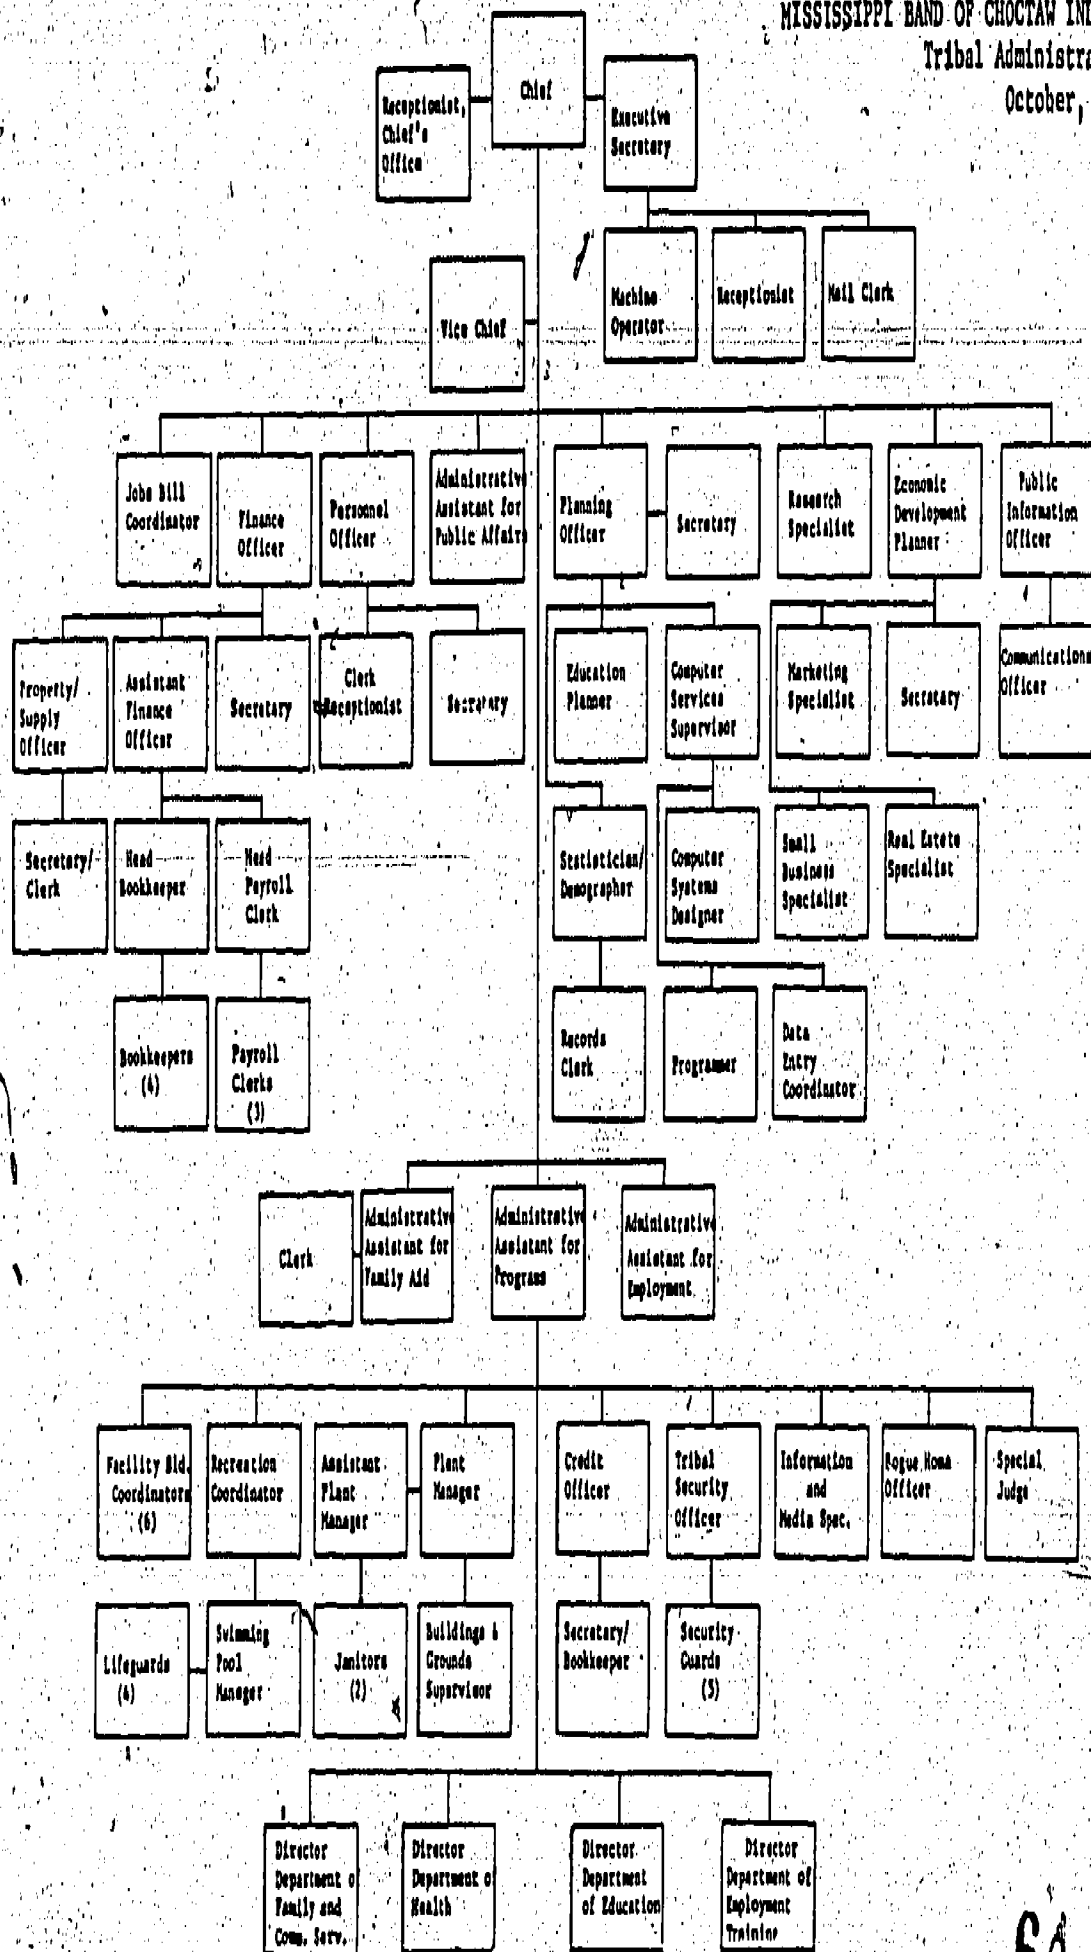 MISSISSIPPI BAND OF CHOCTAW
Tribal
October,
Chief
Receptionist,
Chief's
Office
Executive
Secretary
Machine
Operator
Receptionist
Mail Clerk
Vice Chief
Jobs Bill
Coordinator
Finance
Officer
Personnel
Officer
Administrative
Assistant for
Public Affairs
Planning
Officer
Secretary
Research
Specialist
Economic
Development
Planner
Public
Information
Officer
Property/
Supply
Officer
Assistant
Finance
Officer
Secretary
Clerk
Receptionist
Secretary
Education
Planner
Computer
Services
Supervisor
Marketing
Specialist
Secretary
Communications
Officer
Secretary/
Clerk
Head
Bookkeeper
Head
Payroll
Clerk
Statistician/
Demographer
Computer
Systems
Designer
Small
Business
Specialist
Real Estate
Specialist
Bookkeepers
(4)
Payroll
Clerks
(3)
Records
Clerk
Programmer
Data
Entry
Coordinator
Clerk
Administrative
Assistant for
Family Aid
Administrative
Assistant for
Programs
Administrative
Assistant for
Employment
Facility Bld.
Coordinators
(6)
Recreation
Coordinator
Assistant
Plant
Manager
Plant
Manager
Credit
Officer
Tribal
Security
Officer
Information
and
Media Spec.
Bogue Homa
Officer
Special
Judge
Lifeguards
(4)
Swimming
Pool
Manager
Janitors
(2)
Buildings &
Grounds
Supervisor
Secretary/
Bookkeeper
Security
Guards
(5)
Director
Department of
Family and
Comm. Serv.
Director
Department of
Health
Director
Department
of Education
Director
Department of
Employment
Training